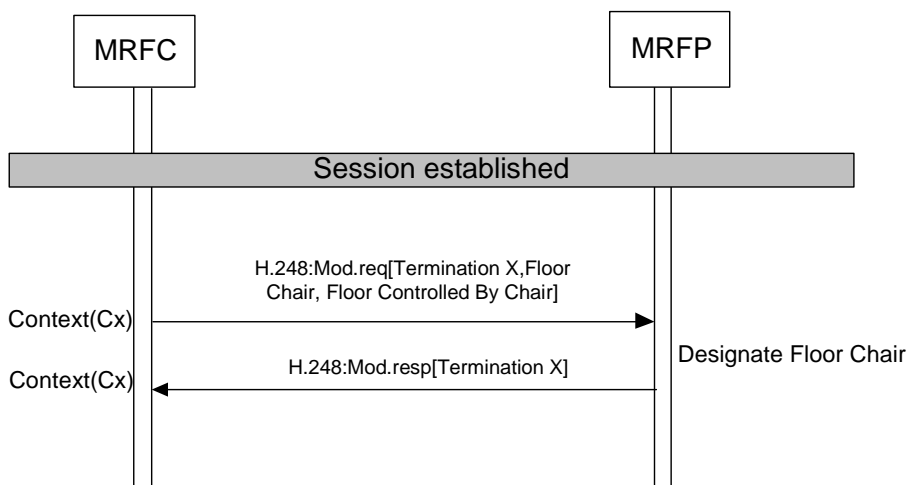 MRFC
MRFP
Session established
H.248:Mod.req[Termination X,Floor
Chair, Floor Controlled By Chair]
Context(Cx)
Designate Floor Chair
H.248:Mod.resp[Termination X]
Context(Cx)